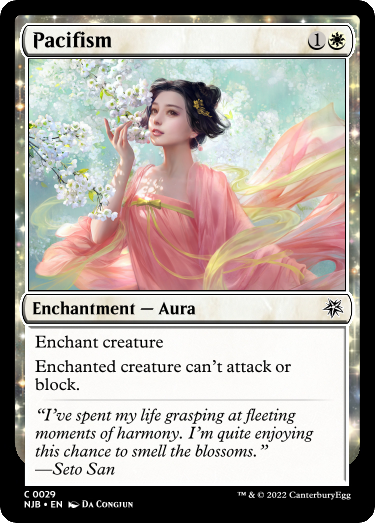 Pacifism
1
Enchantment — Aura
Enchant creature
Enchanted creature can't attack or
block.
“I've spent my life grasping at fleeting
moments of harmony. I'm quite enjoying
this chance to smell the blossoms.”
—Seto San
C 0029
NJB • EN Da Congjun
™ & © 2022 CanterburyEgg